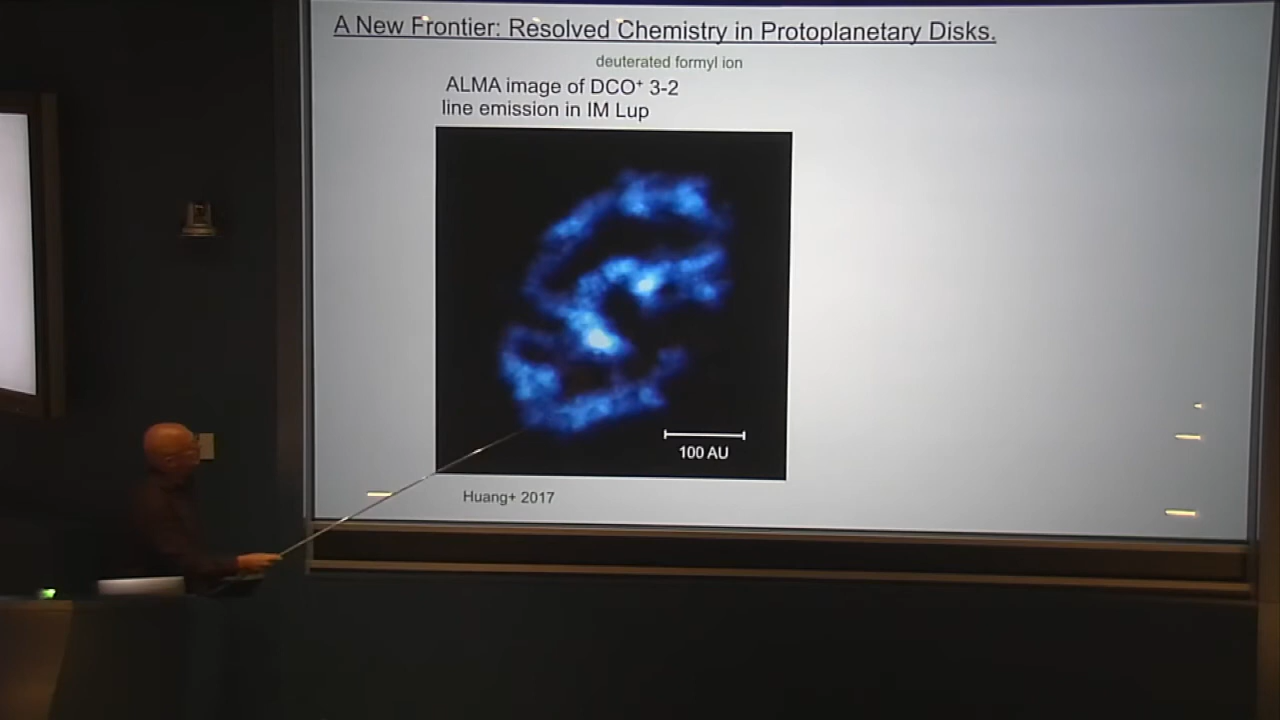 A New Frontier: Resolved Chemistry in Protoplanetary Disks.
deuterated formyl ion
ALMA image of DCO⁺ 3-2
line emission in IM Lup
100 AU
Huang+ 2017